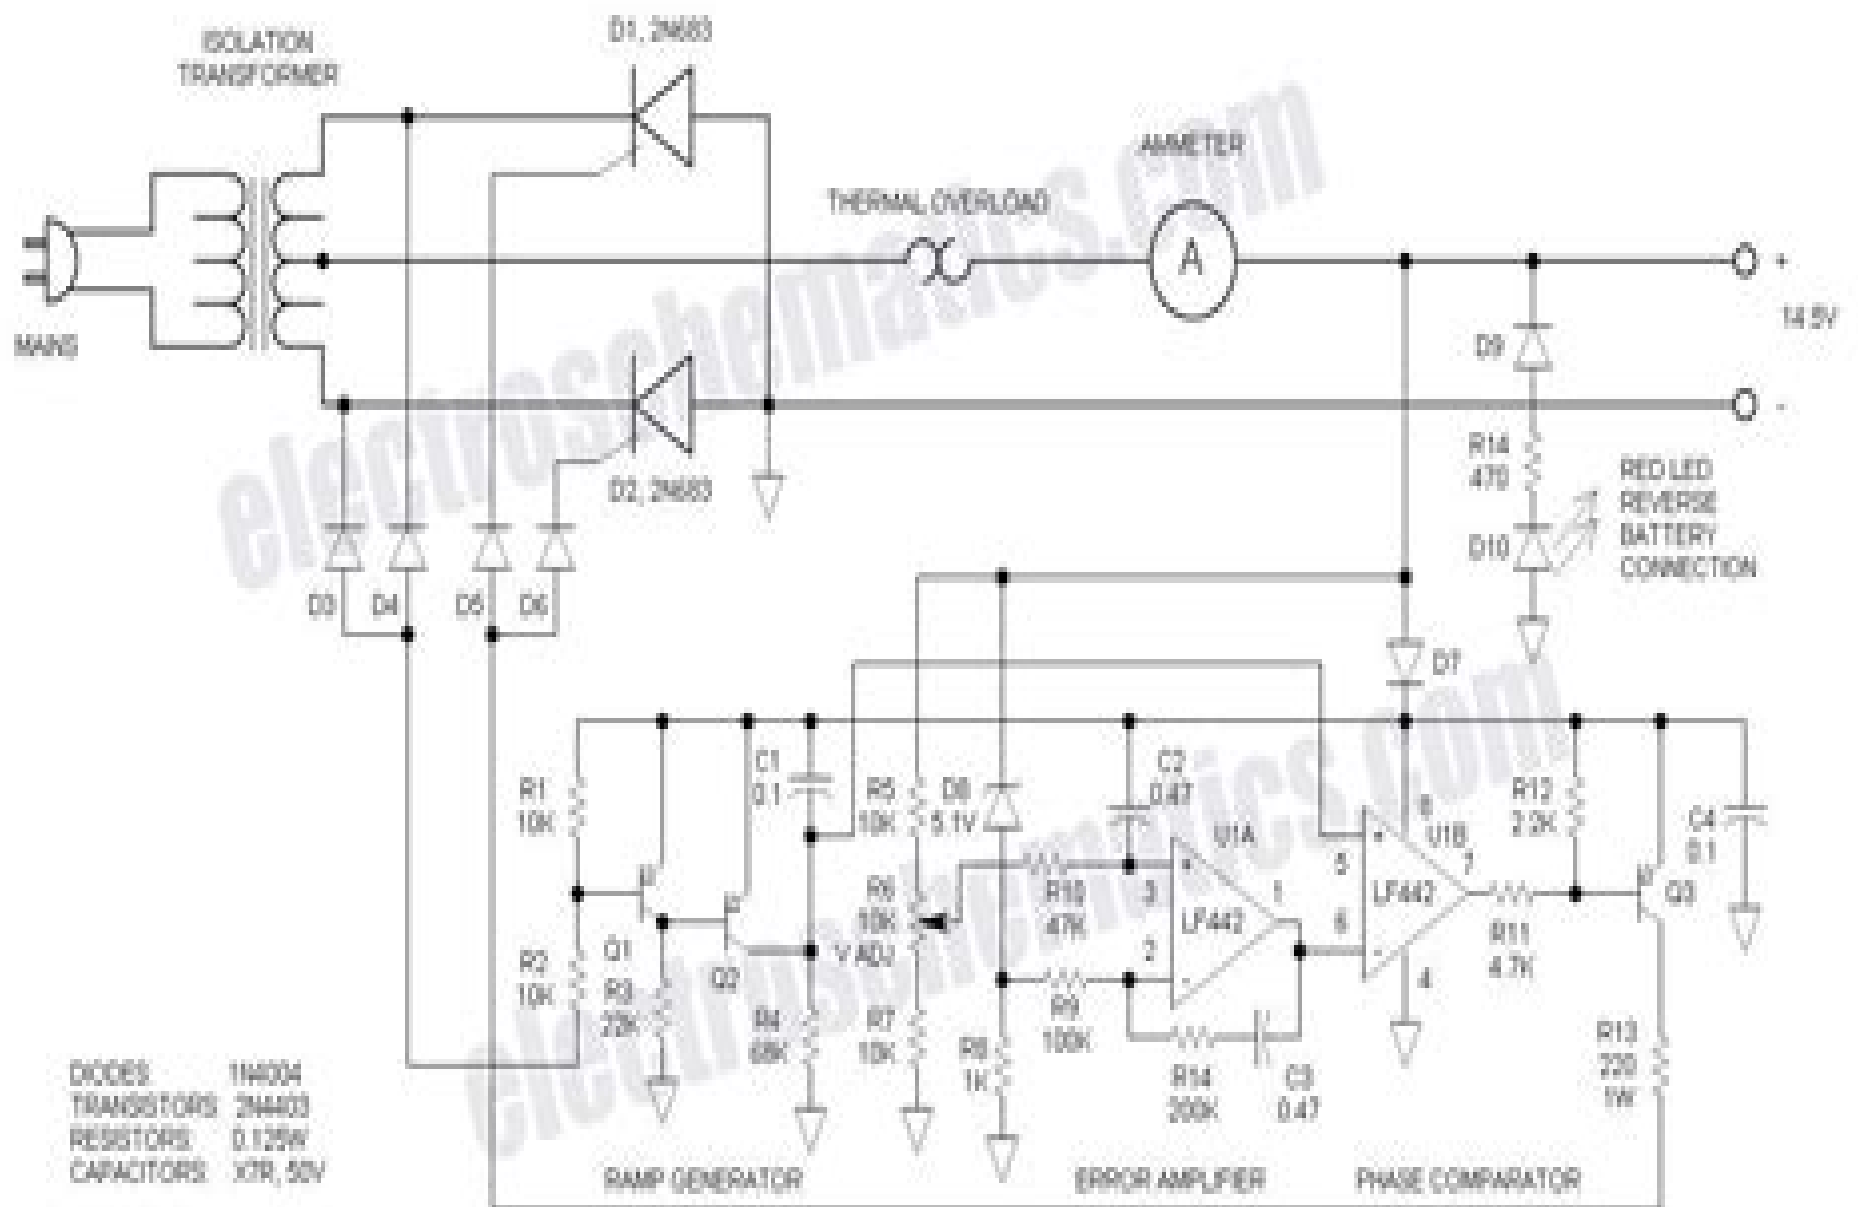 ISOLATION
TRANSFORMER
D1, 2N683
AMMETER
THERMAL OVERLOAD
A
+
14.5V
MAINS
D9
-
D2, 2N683
R14
470
RED LED
REVERSE
BATTERY
CONNECTION
D10
D3
D4
D5
D6
D7
R1
10K
C1
0.1
R5
10K
D8
5.1V
C2
0.47
R12
2.2K
C4
0.1
U1A
8
U1B
+
3
+
5
7
R6
10K
V ADJ
R10
47K
LF442
1
LF442
Q3
2
-
6
-
R11
4.7K
4
Q1
Q2
R2
10K
R3
22K
R4
68K
R7
10K
R8
1K
R9
100K
R14
200K
C3
0.47
R13
220
1W
DIODES: 1N4004
TRANSISTORS: 2N4403
RESISTORS: 0.125W
CAPACITORS: X7R, 50V
RAMP GENERATOR
ERROR AMPLIFIER
PHASE COMPARATOR
electroschematics.com
electroschematics.com